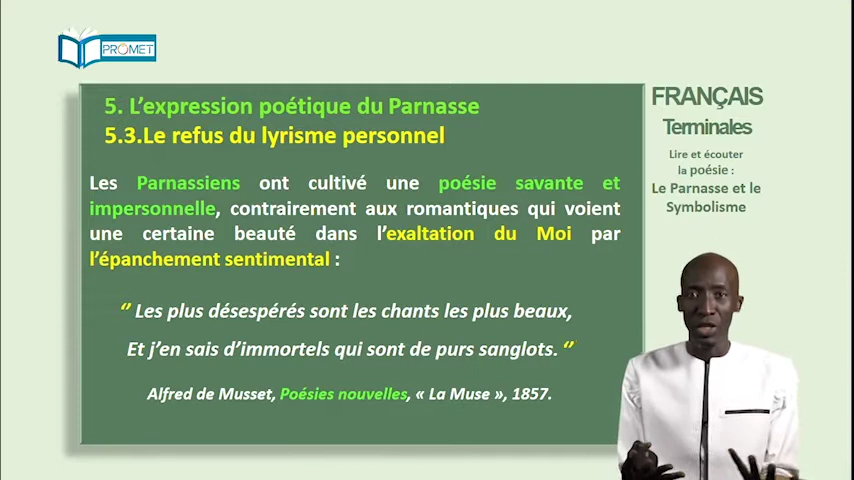 PROMET
5. L'expression poétique du Parnasse
5.3.Le refus du lyrisme personnel
Les Parnassiens ont cultivé une poésie savante et
impersonnelle, contrairement aux romantiques qui voient
une certaine beauté dans l'exaltation du Moi par
l'épanchement sentimental :
" Les plus désespérés sont les chants les plus beaux,
Et j'en sais d'immortels qui sont de purs sanglots. "
Alfred de Musset, Poésies nouvelles, « La Muse », 1857.
FRANÇAIS
Terminales
Lire et écouter
la poésie :
Le Parnasse et le
Symbolisme